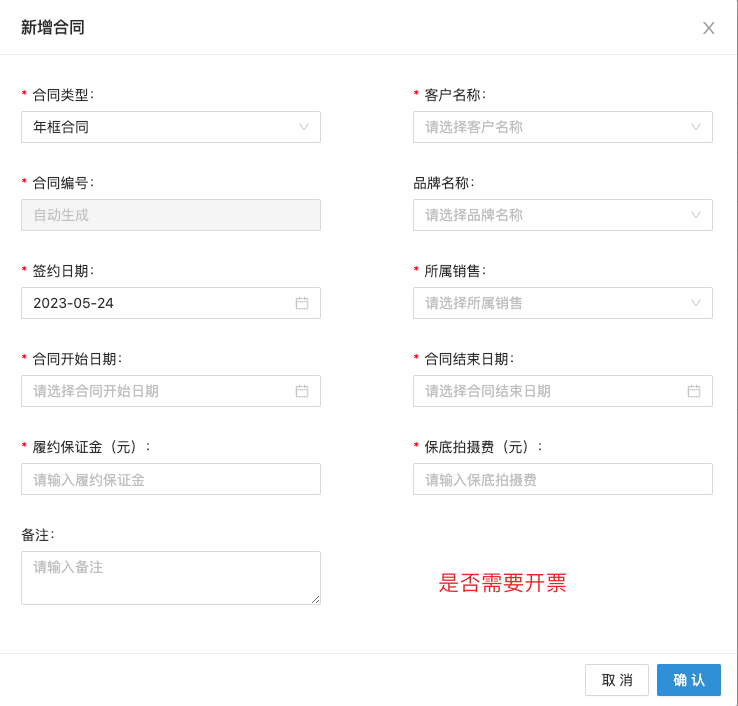 新增合同
* 合同类型:
年框合同
* 客户名称:
请选择客户名称
* 合同编号:
自动生成
品牌名称:
请选择品牌名称
* 签约日期:
2023-05-24
* 所属销售:
请选择所属销售
* 合同开始日期:
请选择合同开始日期
* 合同结束日期:
请选择合同结束日期
* 履约保证金（元）:
请输入履约保证金
* 保底拍摄费（元）:
请输入保底拍摄费
备注:
请输入备注
是否需要开票
取 消
确 认